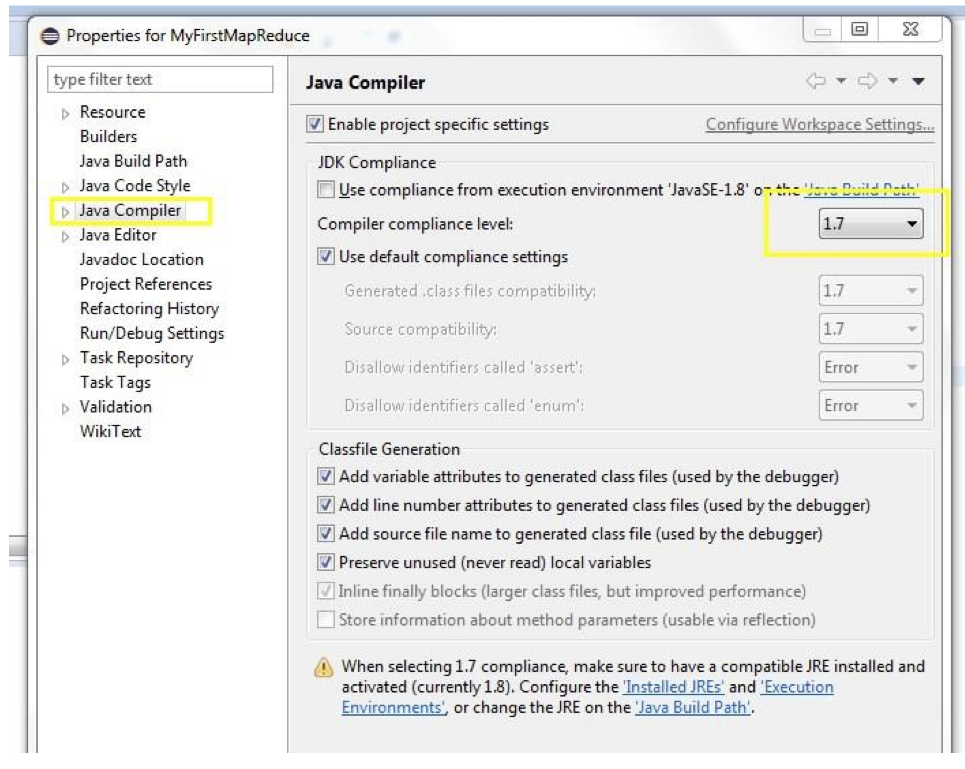 Properties for MyFirstMapReduce
type filter text
Resource
Builders
Java Build Path
Java Code Style
Java Compiler
Java Editor
Javadoc Location
Project References
Refactoring History
Run/Debug Settings
Task Repository
Task Tags
Validation
WikiText
Java Compiler
Enable project specific settings
Configure Workspace Settings...
JDK Compliance
Use compliance from execution environment 'JavaSE-1.8' on the 'Java Build Path'
Compiler compliance level: 1.7
Use default compliance settings
Generated .class files compatibility: 1.7
Source compatibility: 1.7
Disallow identifiers called 'assert': Error
Disallow identifiers called 'enum': Error
Classfile Generation
Add variable attributes to generated class files (used by the debugger)
Add line number attributes to generated class files (used by the debugger)
Add source file name to generated class file (used by the debugger)
Preserve unused (never read) local variables
Inline finally blocks (larger class files, but improved performance)
Store information about method parameters (usable via reflection)
When selecting 1.7 compliance, make sure to have a compatible JRE installed and
activated (currently 1.8). Configure the 'Installed JREs' and 'Execution
Environments', or change the JRE on the 'Java Build Path'.